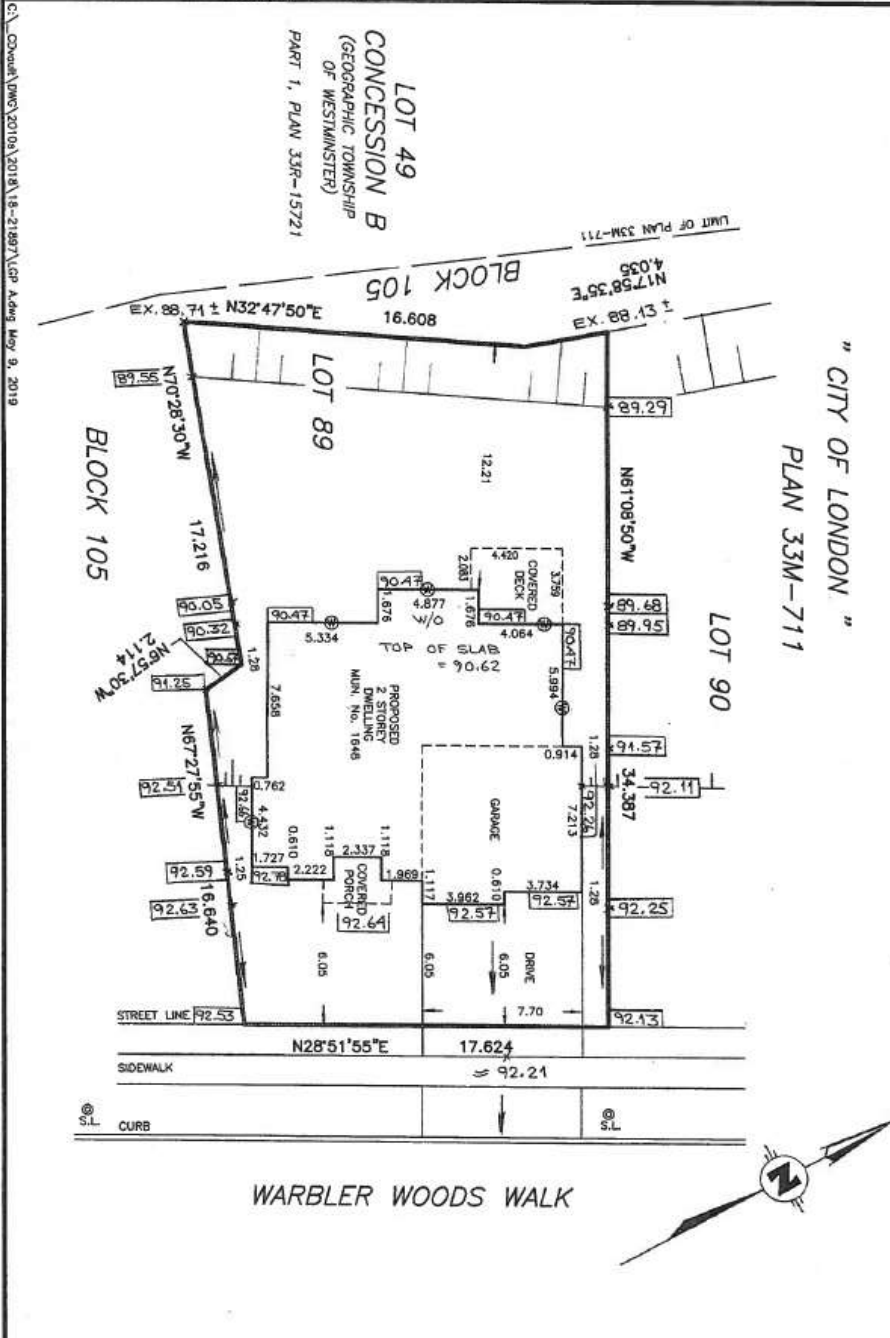 C:\_CDvault\DWG\2010s\2018\18-21897\LGP A.dwg May 9, 2019
" CITY OF LONDON "
PLAN 33M-711
LOT 49
CONCESSION B
(GEOGRAPHIC TOWNSHIP
OF WESTMINSTER)
PART 1, PLAN 33R-15721
LIMIT OF PLAN 33M-711
BLOCK 105
N17°58'35"E
4.035
EX. 88.71 ± N32°47'50"E
16.608
EX. 88.13 ±
89.55
89.29
N70°28'30"W
17.216
LOT 89
N61°08'50"W
LOT 90
BLOCK 105
12.21
4.420
2.083
3.759
COVERED
DECK
90.47
4.877
W/O
1.676
1.676
90.47
5.334
W
W
W
90.47
4.064
90.47
90.05
90.32
89.68
89.95
1.28
TOP OF SLAB
= 90.62
5.994
W
N6°57'30"W
2.114
91.25
7.658
PROPOSED
2 STOREY
DWELLING
MUN. No. 1648
1.28
91.57
0.914
34.387
92.11
N67°27'55"W
92.51
0.762
92.66
4.432
W
GARAGE
7.213
92.26
1.727
0.610
92.78
2.222
1.118
2.337
1.118
COVERED
PORCH
92.64
1.969
1.117
3.962
0.610
3.734
92.57
92.57
1.28
92.25
92.59
1.25
92.63
16.640
6.05
6.05
6.05
DRIVE
7.70
STREET LINE
92.53
92.13
N28°51'55"E
17.624
SIDEWALK
≈ 92.21
S.L.
CURB
S.L.
WARBLER WOODS WALK
N